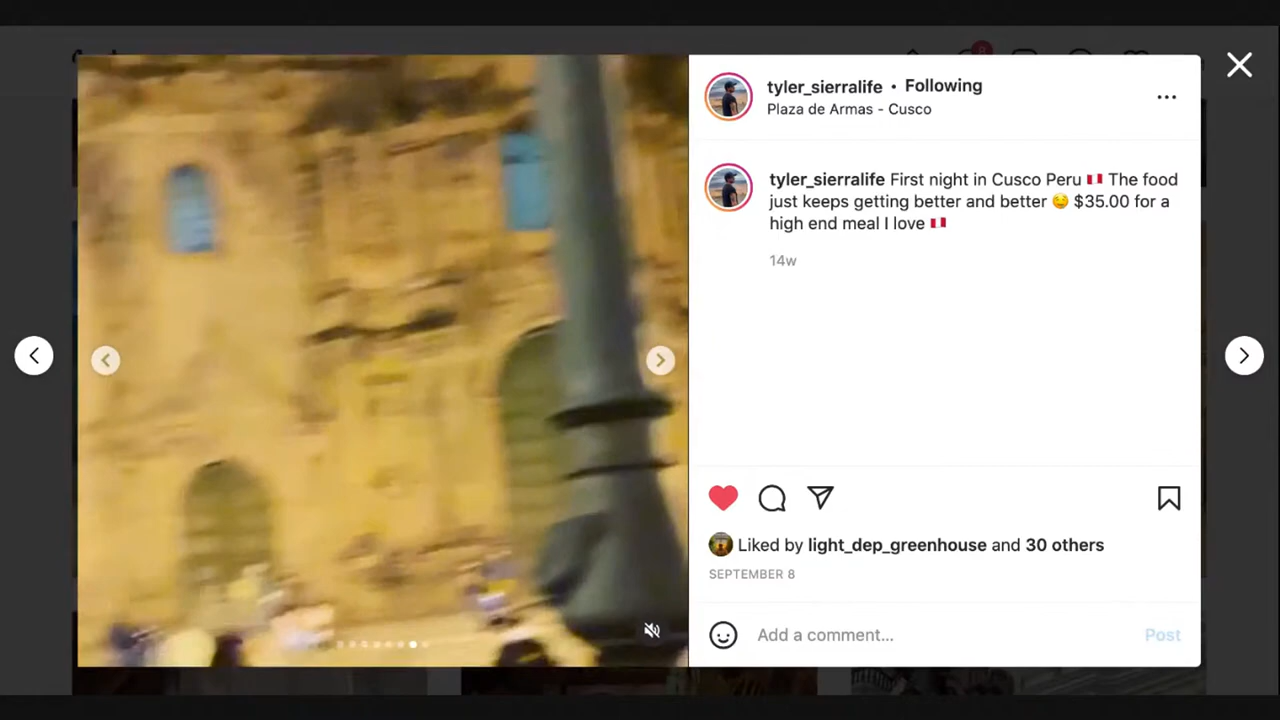 tyler_sierralife • Following
Plaza de Armas - Cusco
tyler_sierralife First night in Cusco Peru 🇵🇪 The food
just keeps getting better and better 😋 $35.00 for a
high end meal I love 🇵🇪
14w
Liked by light_dep_greenhouse and 30 others
SEPTEMBER 8
Add a comment...
Post